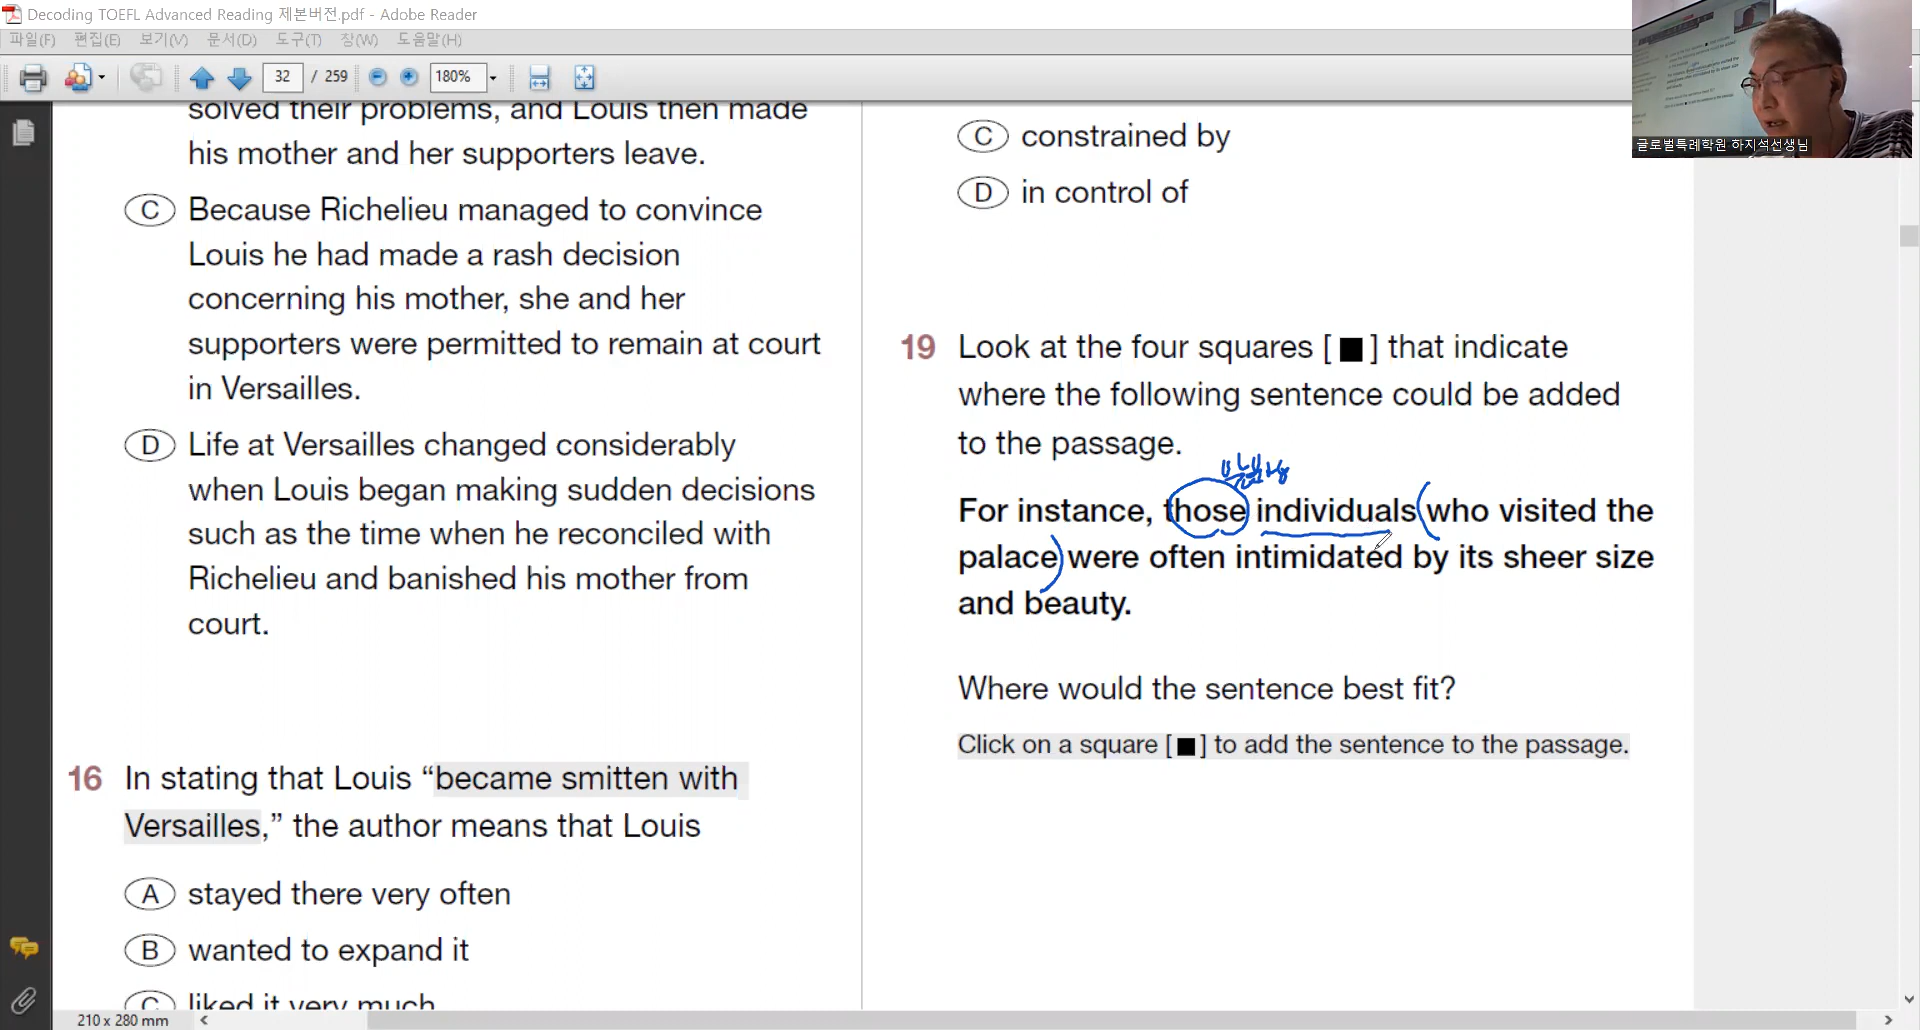 Decoding TOEFL Advanced Reading 제본버전.pdf - Adobe Reader
파일(F) 편집(E) 보기(V) 문서(D) 도구(T) 창(W) 도움말(H)
32 / 259 180%
글로벌특례학원 하지석선생님
solved their problems, and Louis then made
his mother and her supporters leave.
C Because Richelieu managed to convince
Louis he had made a rash decision
concerning his mother, she and her
supporters were permitted to remain at court
in Versailles.
D Life at Versailles changed considerably
when Louis began making sudden decisions
such as the time when he reconciled with
Richelieu and banished his mother from
court.
16 In stating that Louis “became smitten with
Versailles,” the author means that Louis
A stayed there very often
B wanted to expand it
C liked it very much
C constrained by
D in control of
19 Look at the four squares [ ■ ] that indicate
where the following sentence could be added
to the passage.
For instance, those individuals who visited the
palace were often intimidated by its sheer size
and beauty.
Where would the sentence best fit?
Click on a square [ ■ ] to add the sentence to the passage.
210 x 280 mm